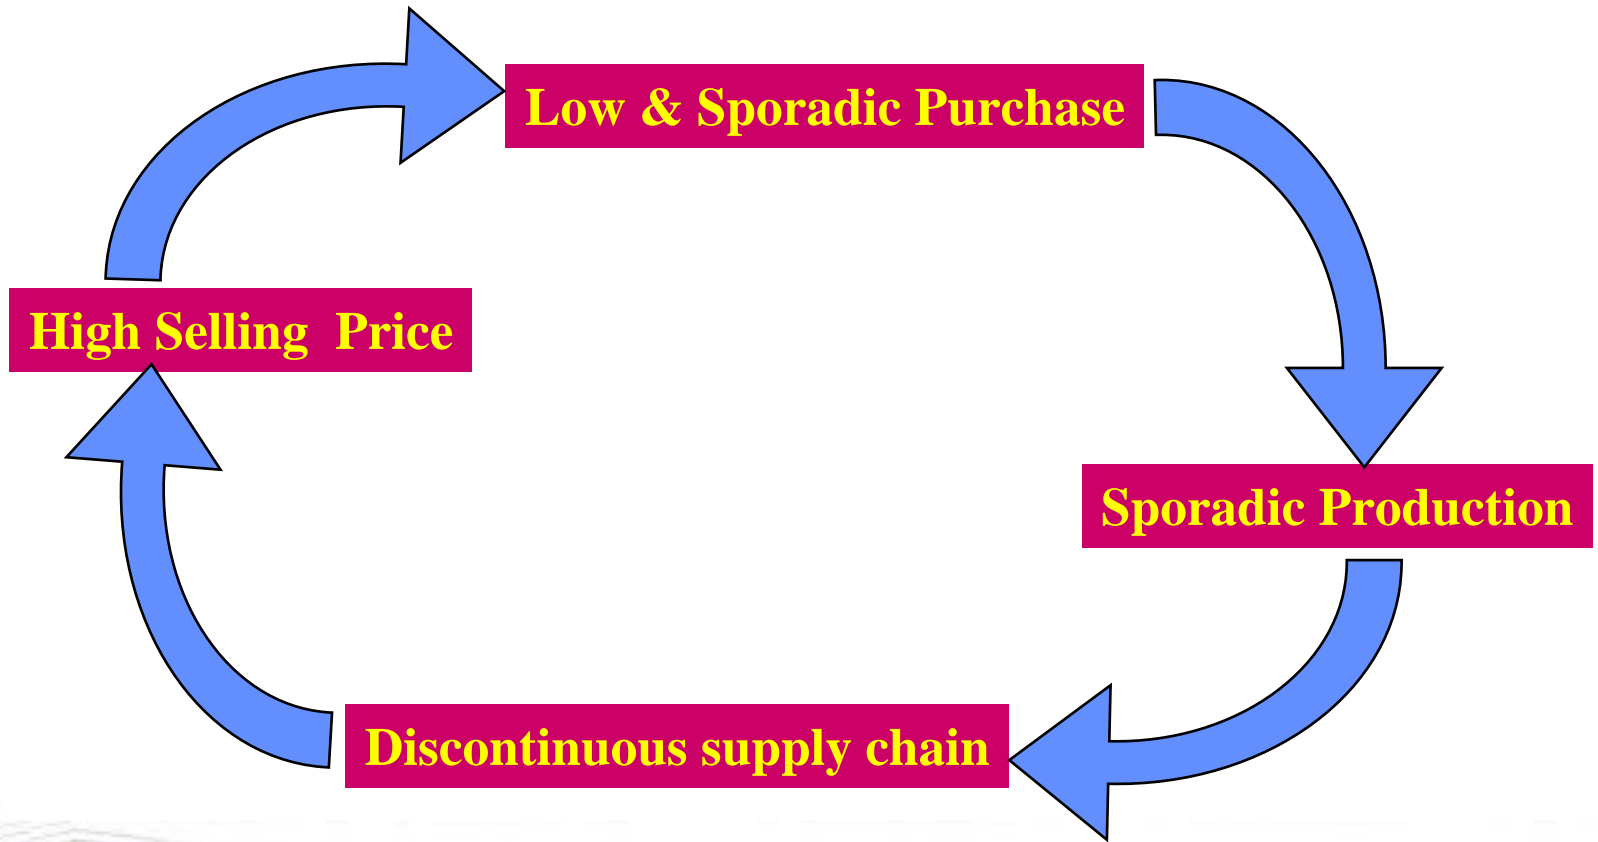 Low & Sporadic Purchase
High Selling  Price
Sporadic Production
Discontinuous supply chain